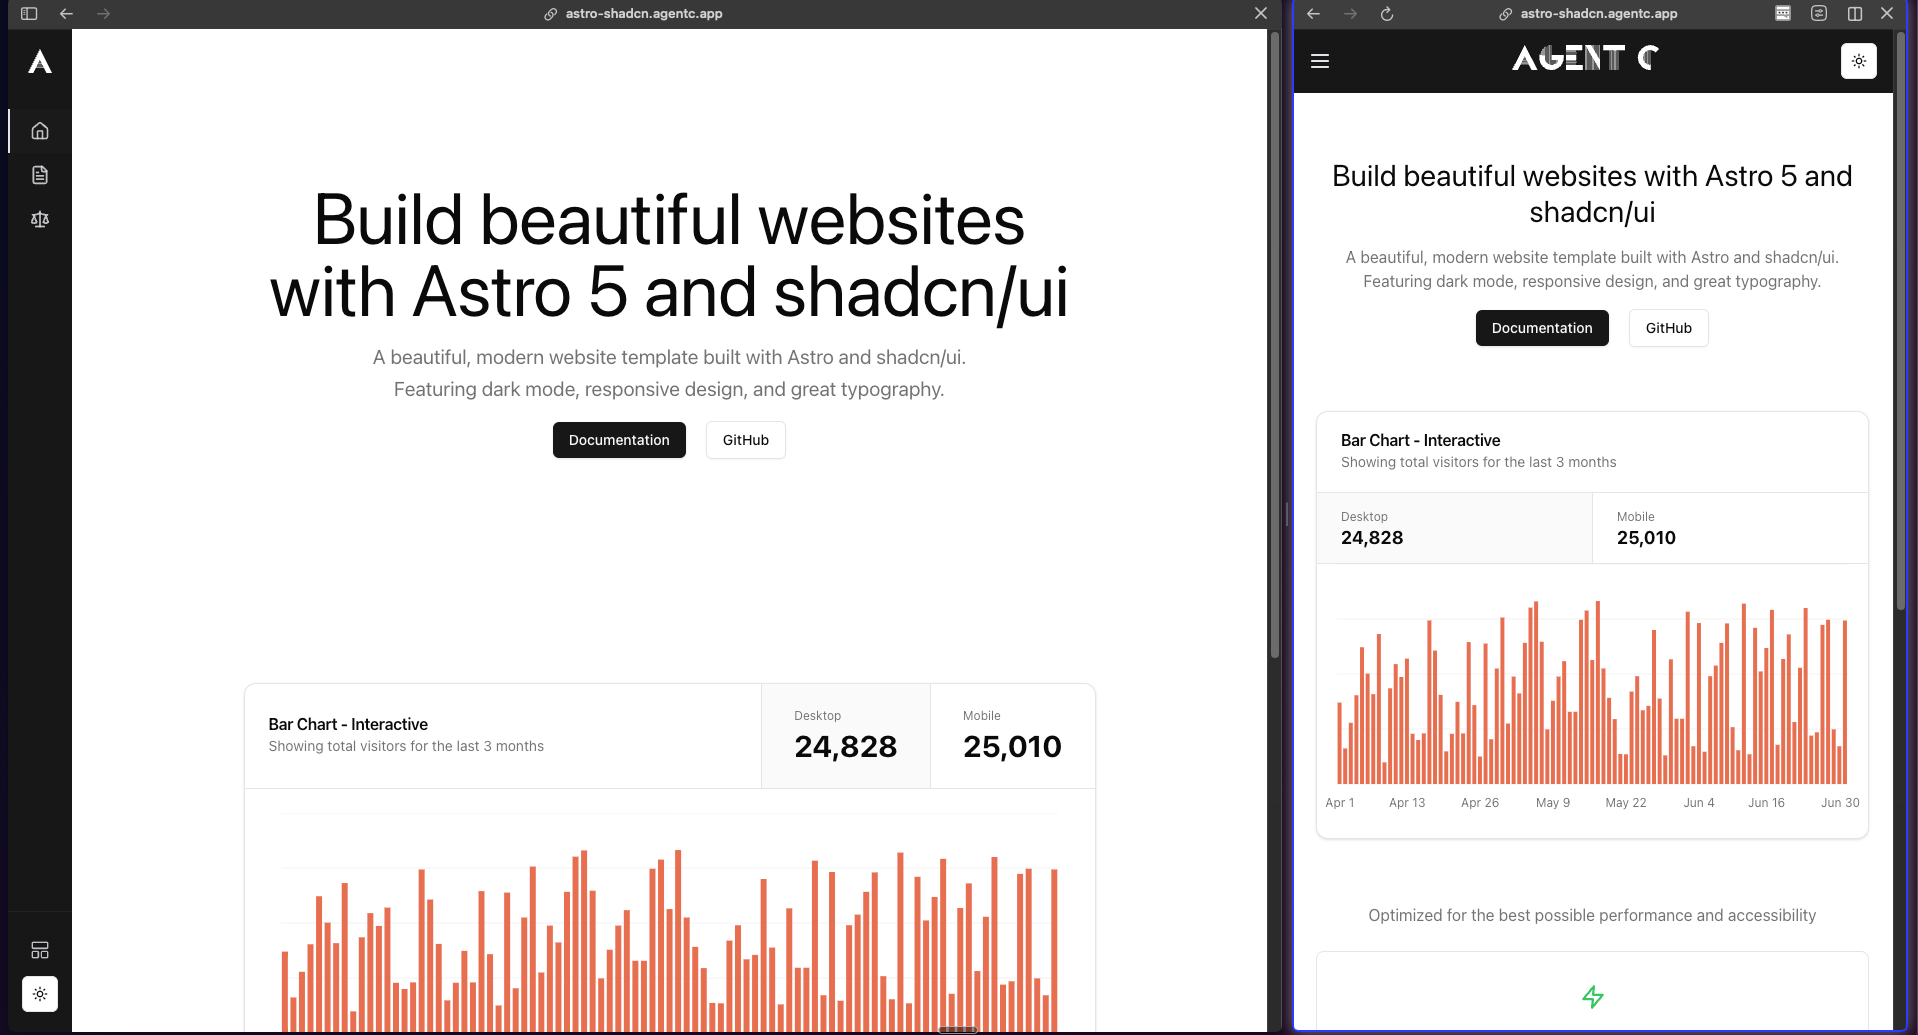 astro-shadcn.agentc.app
Build beautiful websites
with Astro 5 and shadcn/ui
A beautiful, modern website template built with Astro and shadcn/ui.
Featuring dark mode, responsive design, and great typography.
Documentation
GitHub
Bar Chart - Interactive
Showing total visitors for the last 3 months
Desktop
24,828
Mobile
25,010
astro-shadcn.agentc.app
AGENT C
Build beautiful websites with Astro 5 and
shadcn/ui
A beautiful, modern website template built with Astro and shadcn/ui.
Featuring dark mode, responsive design, and great typography.
Documentation
GitHub
Bar Chart - Interactive
Showing total visitors for the last 3 months
Desktop
24,828
Mobile
25,010
Apr 1 Apr 13 Apr 26 May 9 May 22 Jun 4 Jun 16 Jun 30
Optimized for the best possible performance and accessibility